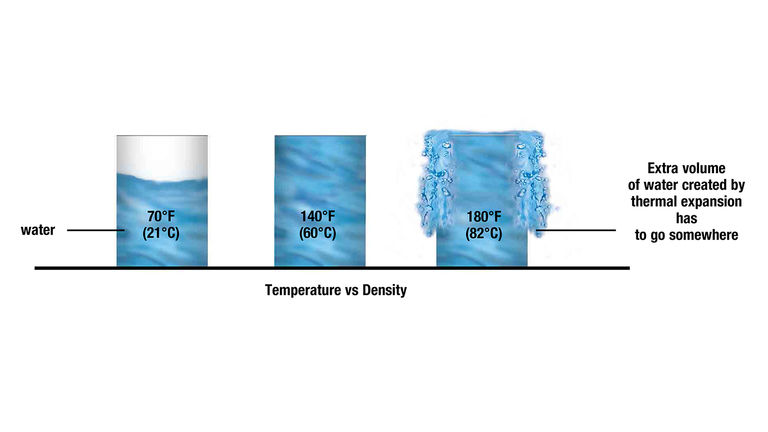 water
70°F
(21°C)
140°F
(60°C)
180°F
(82°C)
Extra volume
of water created by
thermal expansion
has
to go somewhere
Temperature vs Density